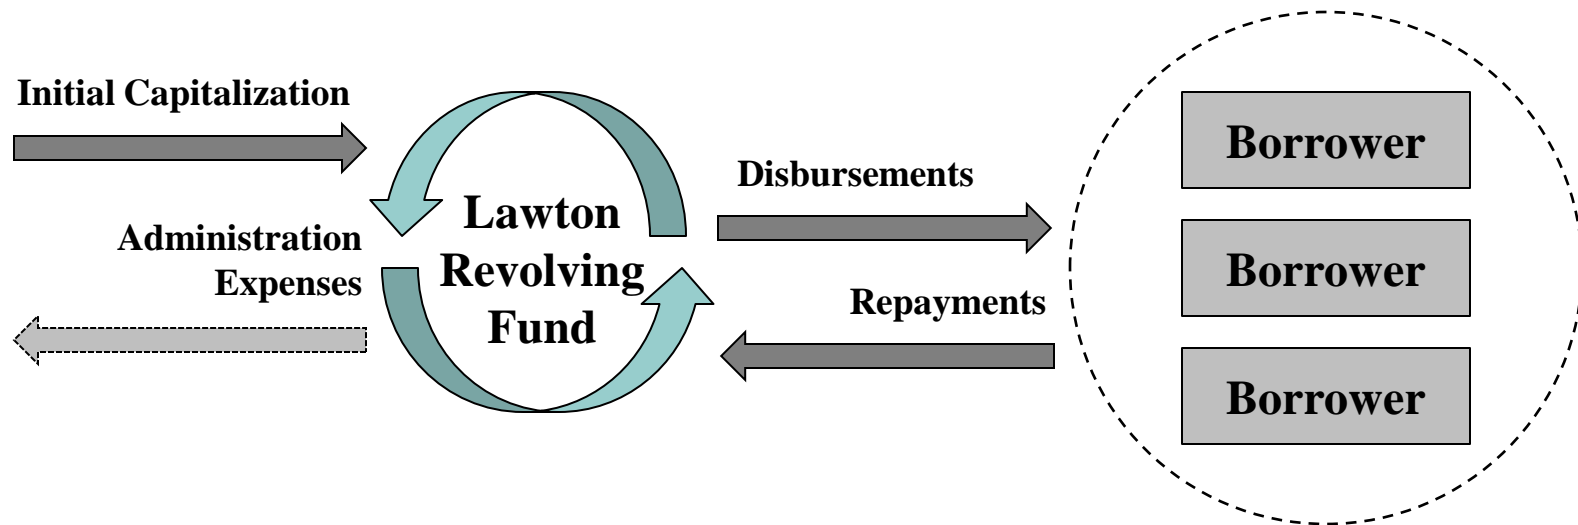 Initial Capitalization
Administration
Expenses
Lawton
Revolving
Fund
Disbursements
Repayments
Borrower
Borrower
Borrower